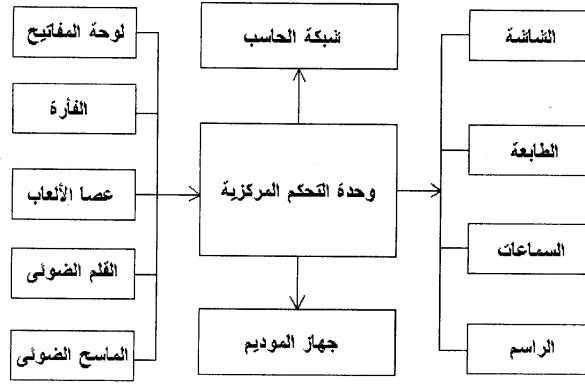 لوحة المفاتيح
الفأرة
عصا الألعاب
القلم الضوئى
الماسح الضوئى
شبكة الحاسب
وحدة التحكم المركزية
جهاز الموديم
الشاشة
الطابعة
السماعات
الراسم